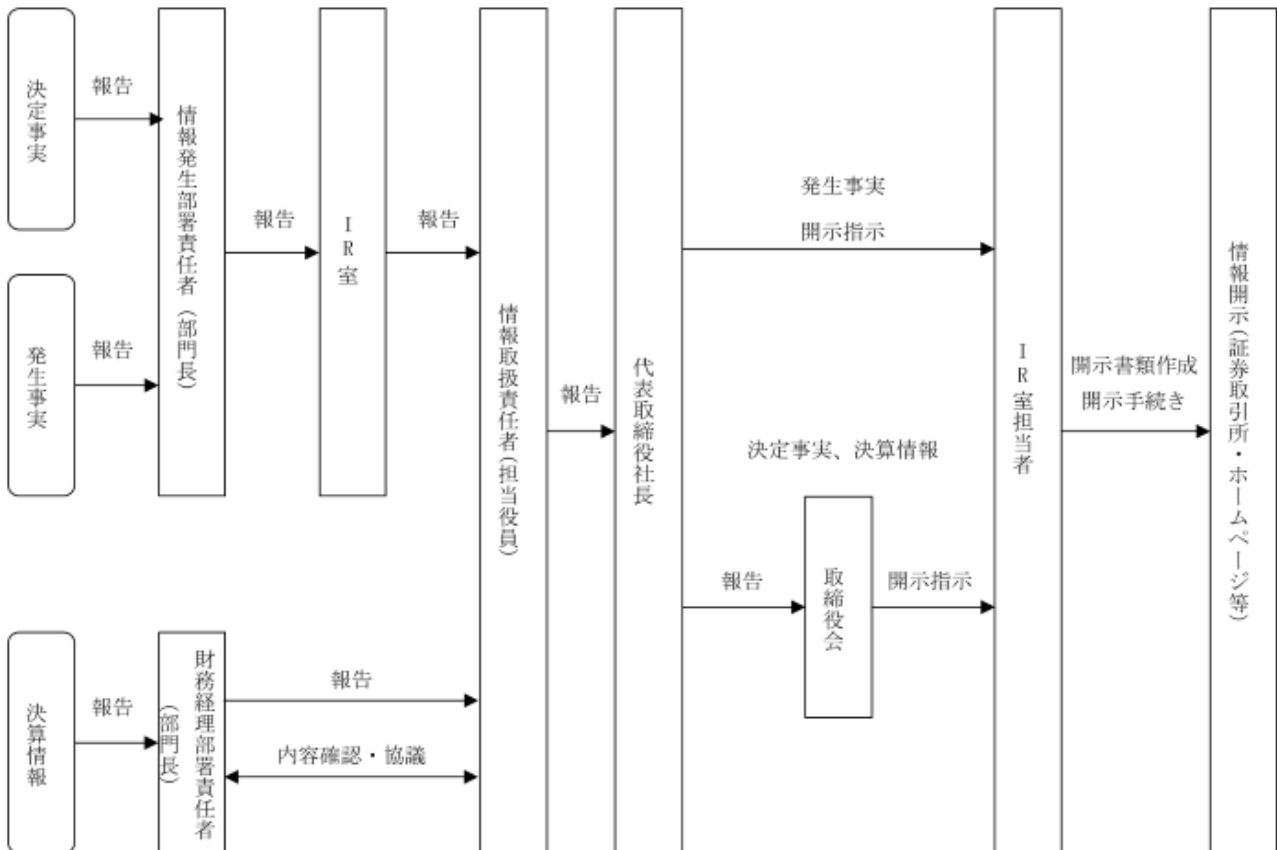 決定事実
報告
情報発生部署責任者(部門長)
発生事実
報告
報告
IR室
報告
決算情報
報告
財務経理部署責任者
(部門長)
報告
内容確認・協議
情報取扱責任者(担当役員)
報告
代表取締役社長
発生事実
開示指示
決定事実、決算情報
報告
取締役会
開示指示
IR室担当者
開示書類作成
開示手続き
情報開示(証券取引所・ホームページ等)